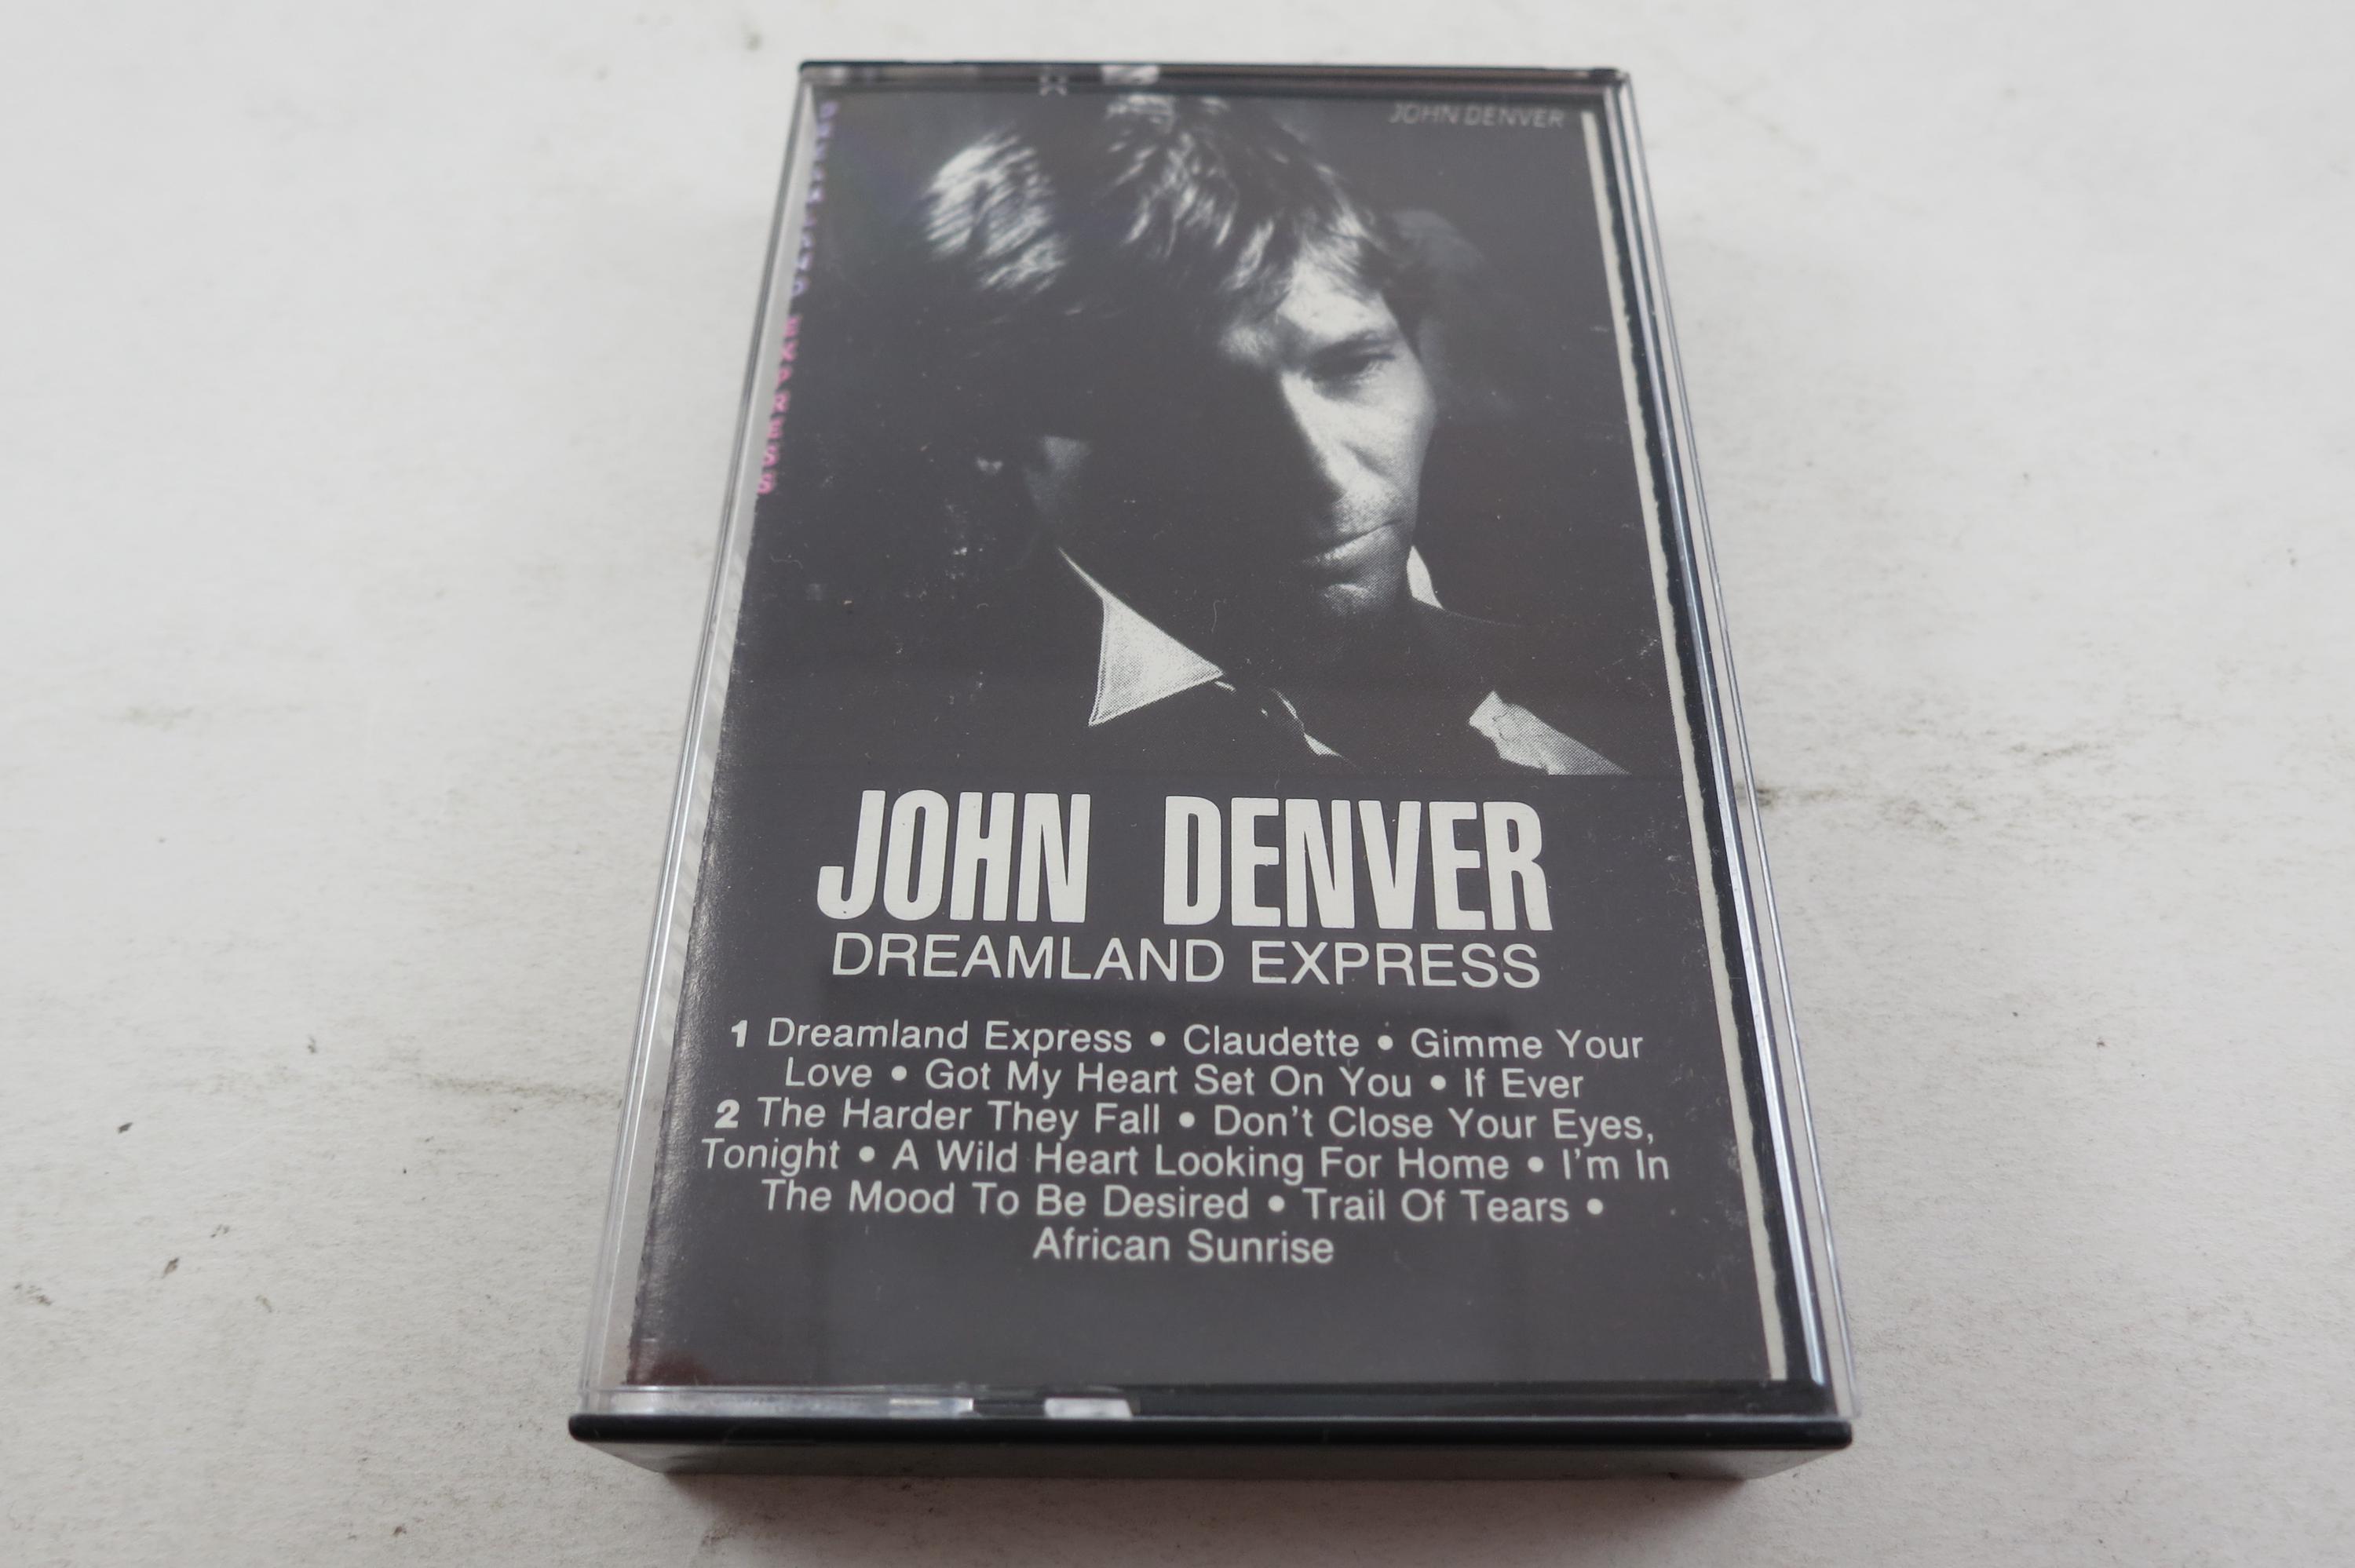 JOHN DENVER
DREAMLAND EXPRESS
JOHN DENVER
DREAMLAND EXPRESS
1 Dreamland Express • Claudette • Gimme Your
Love • Got My Heart Set On You • If Ever
2 The Harder They Fall • Don't Close Your Eyes,
Tonight • A Wild Heart Looking For Home • I'm In
The Mood To Be Desired • Trail Of Tears •
African Sunrise